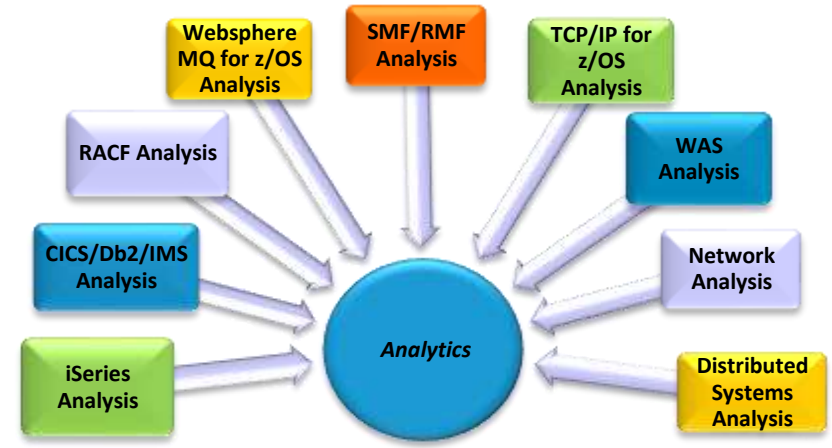 Websphere
MQ for z/OS
Analysis
SMF/RMF
Analysis
TCP/IP for
z/OS
Analysis
RACF Analysis
WAS
Analysis
CICS/Db2/IMS
Analysis
Network
Analysis
Analytics
iSeries
Analysis
Distributed
Systems
Analysis